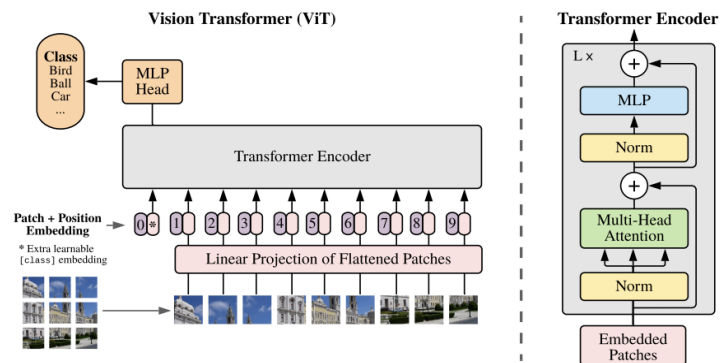 Vision Transformer (ViT)
Class
Bird
Ball
Car
...
MLP
Head
Transformer Encoder
Patch + Position
Embedding
0 * 1 2 3 4 5 6 7 8 9
* Extra learnable
[class] embedding
Linear Projection of Flattened Patches
Transformer Encoder
L x
+
MLP
Norm
+
Multi-Head
Attention
Norm
Embedded
Patches